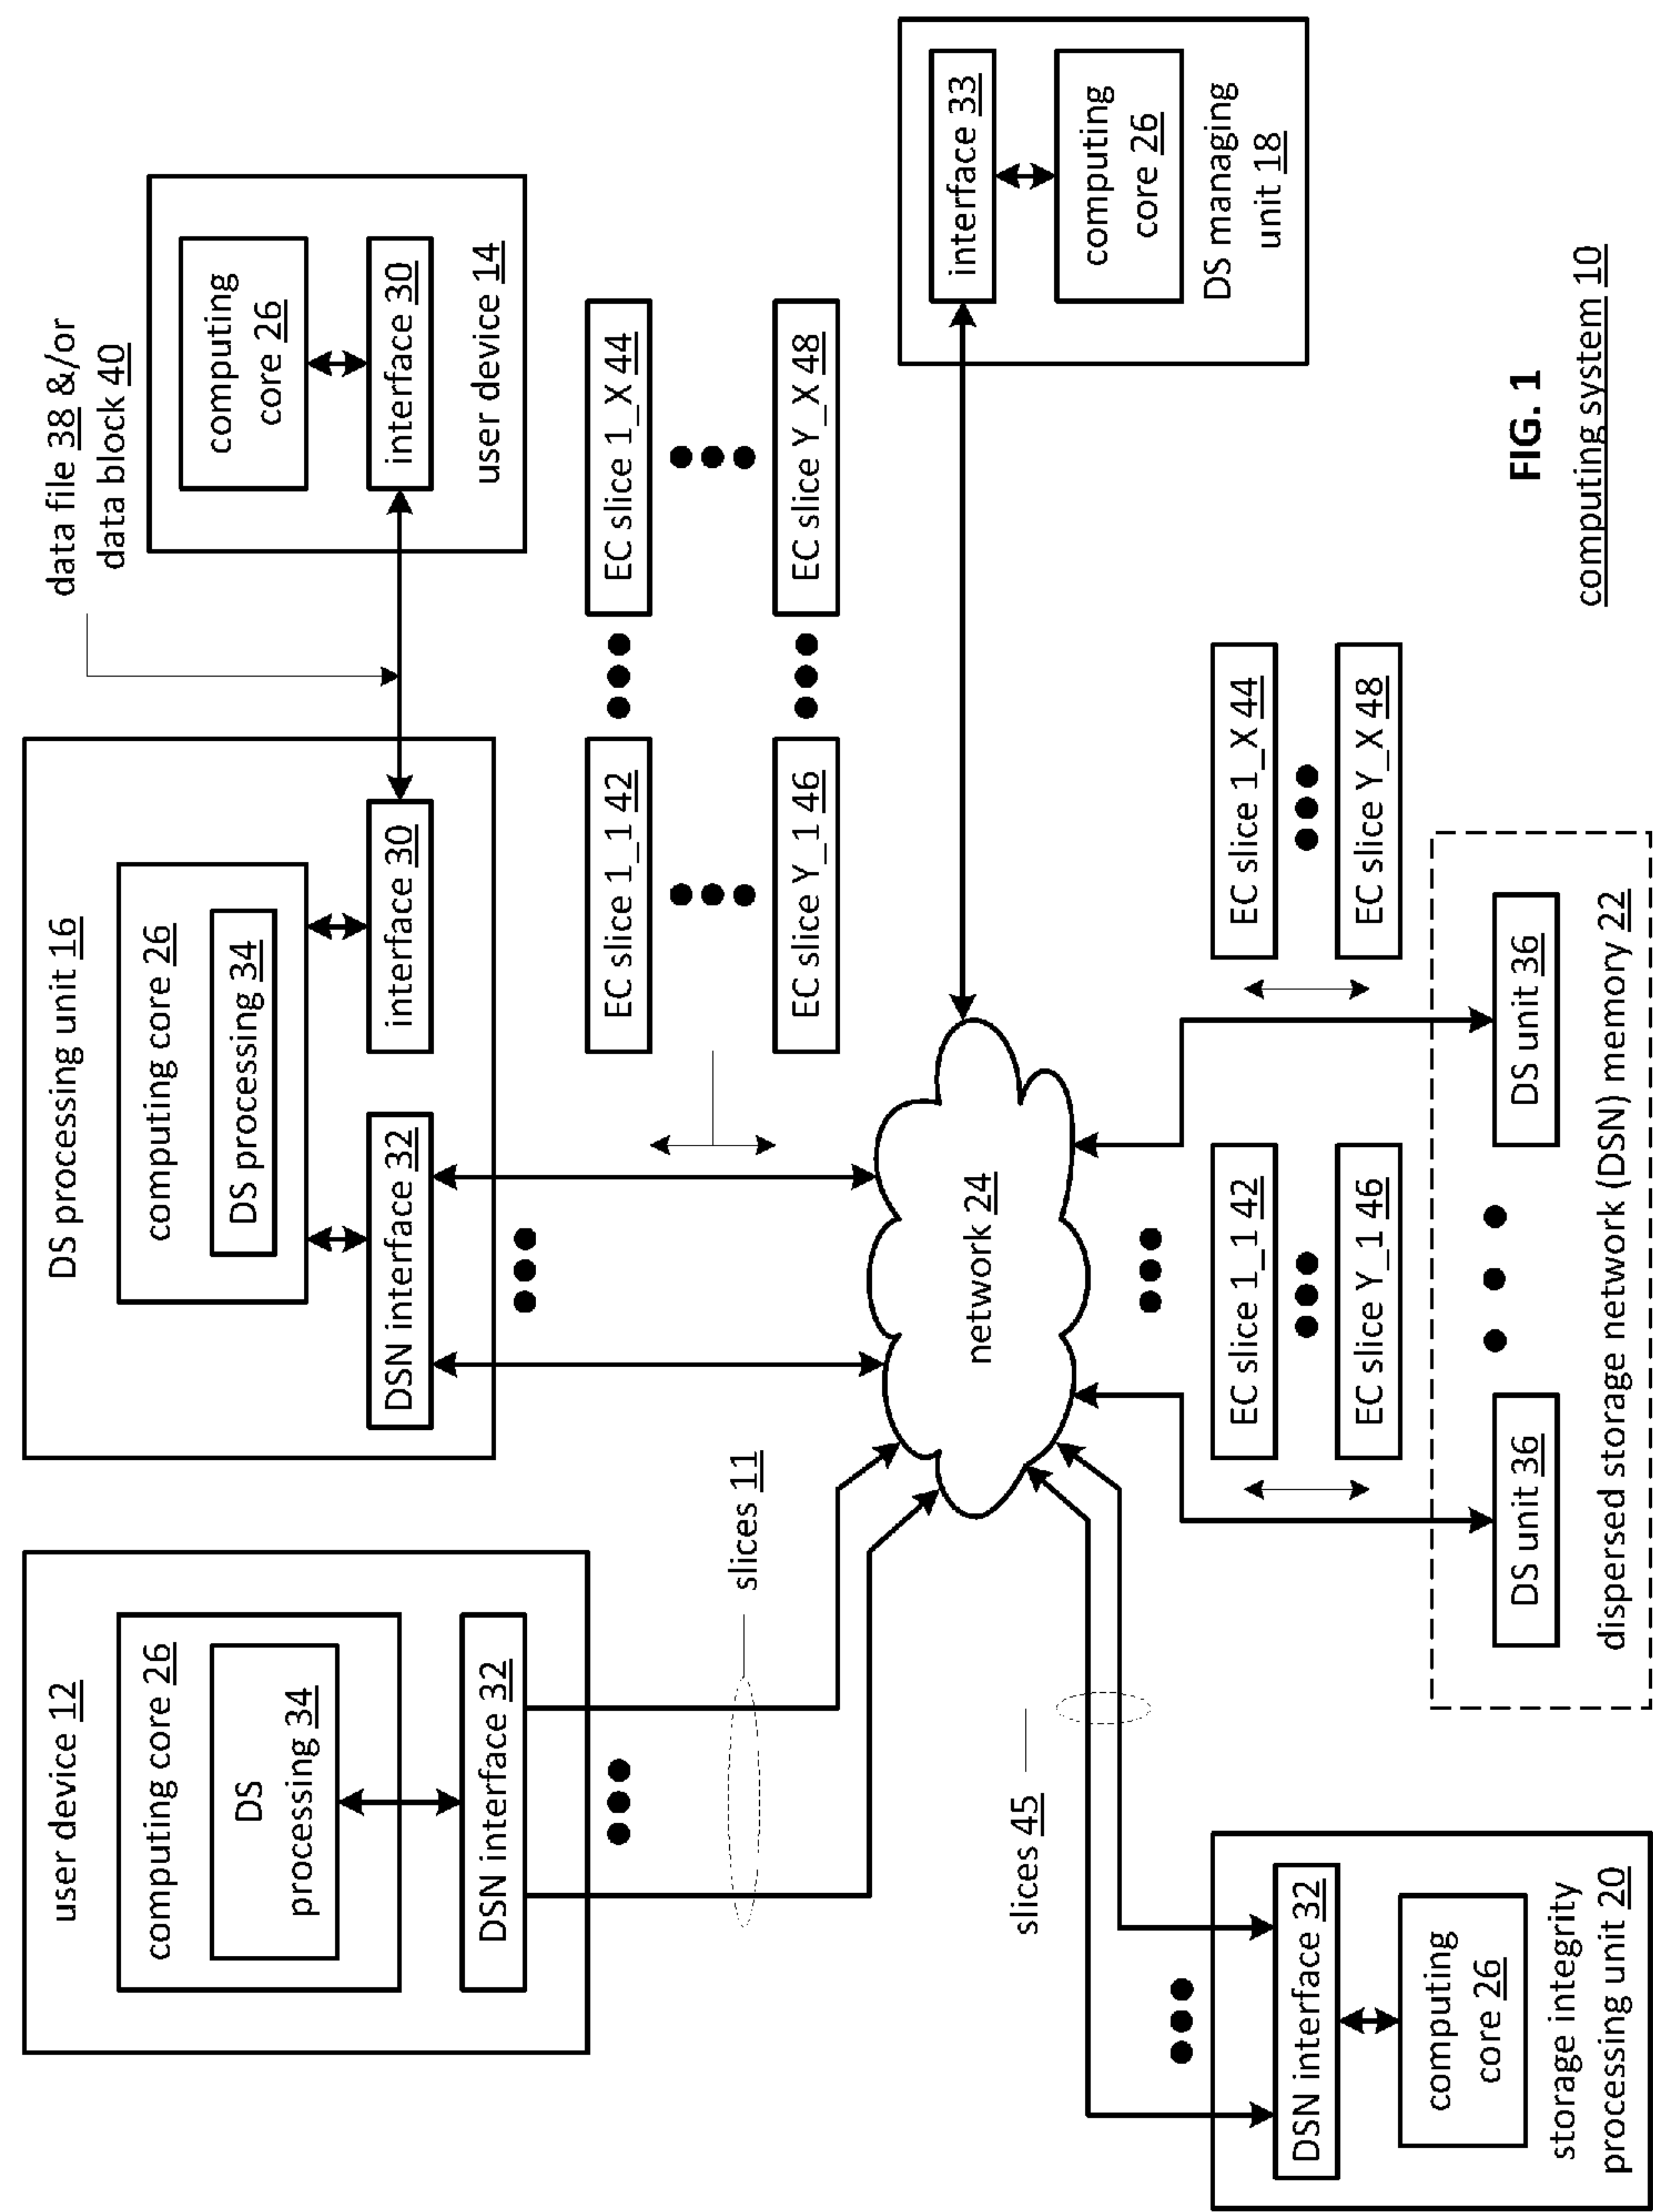 user device 12
computing core 26
DS
processing 34
DSN interface 32
slices 11
DS processing unit 16
computing core 26
DS processing 34
DSN interface 32
interface 30
data file 38 &/or
data block 40
computing
core 26
interface 30
user device 14
EC slice 1_1 42
EC slice 1_X 44
EC slice Y_1 46
EC slice Y_X 48
network 24
interface 33
computing
core 26
DS managing
unit 18
slices 45
DSN interface 32
computing
core 26
storage integrity
processing unit 20
EC slice 1_1 42
EC slice Y_1 46
EC slice 1_X 44
EC slice Y_X 48
DS unit 36
DS unit 36
dispersed storage network (DSN) memory 22
FIG. 1
computing system 10